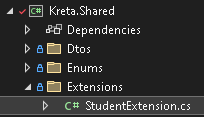 C# Kreta.Shared
Dependencies
Dtos
Enums
Extensions
C# StudentExtension.cs